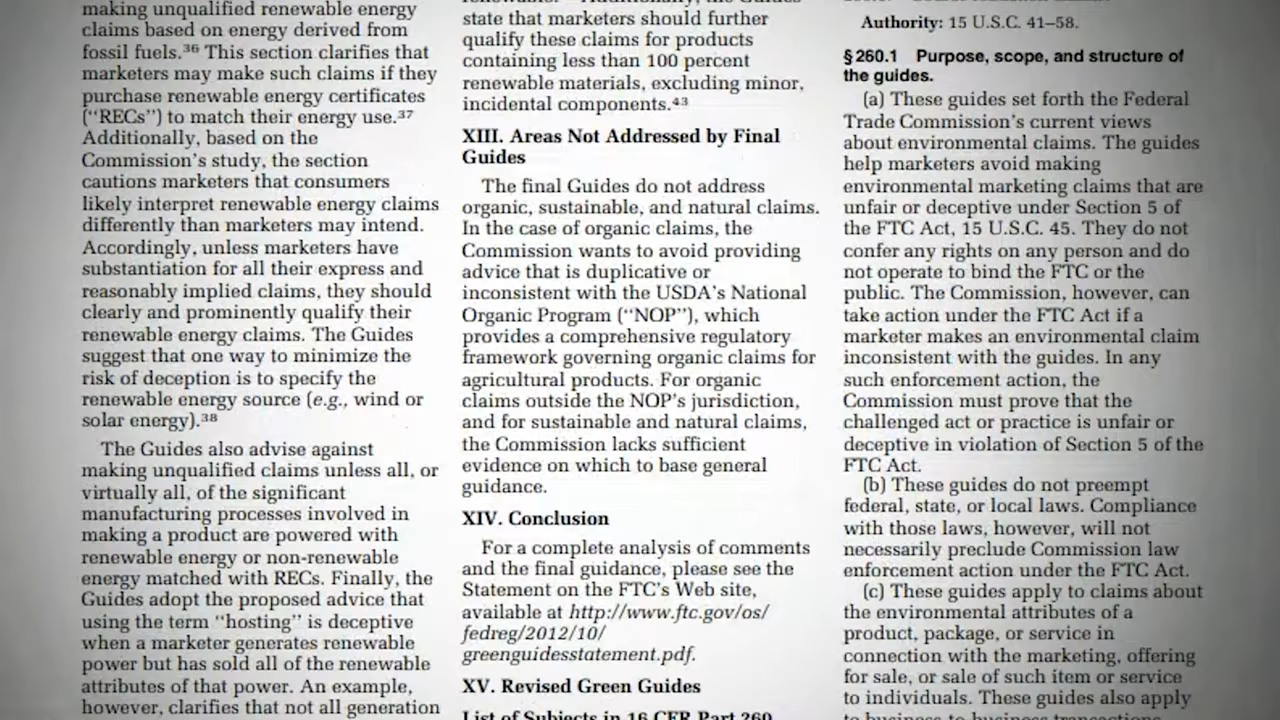 making unqualified renewable energy
claims based on energy derived from
fossil fuels.³⁶ This section clarifies that
marketers may make such claims if they
purchase renewable energy certificates
(“RECs”) to match their energy use.³⁷
Additionally, based on the
Commission’s study, the section
cautions marketers that consumers
likely interpret renewable energy claims
differently than marketers may intend.
Accordingly, unless marketers have
substantiation for all their express and
reasonably implied claims, they should
clearly and prominently qualify their
renewable energy claims. The Guides
suggest that one way to minimize the
risk of deception is to specify the
renewable energy source (e.g., wind or
solar energy).³⁸
The Guides also advise against
making unqualified claims unless all, or
virtually all, of the significant
manufacturing processes involved in
making a product are powered with
renewable energy or non-renewable
energy matched with RECs. Finally, the
Guides adopt the proposed advice that
using the term “hosting” is deceptive
when a marketer generates renewable
power but has sold all of the renewable
attributes of that power. An example,
however, clarifies that not all generation
state that marketers should further
qualify these claims for products
containing less than 100 percent
renewable materials, excluding minor,
incidental components.⁴³
XIII. Areas Not Addressed by Final
Guides
The final Guides do not address
organic, sustainable, and natural claims.
In the case of organic claims, the
Commission wants to avoid providing
advice that is duplicative or
inconsistent with the USDA’s National
Organic Program (“NOP”), which
provides a comprehensive regulatory
framework governing organic claims for
agricultural products. For organic
claims outside the NOP’s jurisdiction,
and for sustainable and natural claims,
the Commission lacks sufficient
evidence on which to base general
guidance.
XIV. Conclusion
For a complete analysis of comments
and the final guidance, please see the
Statement on the FTC’s Web site,
available at http://www.ftc.gov/os/
fedreg/2012/10/
greenguidesstatement.pdf.
XV. Revised Green Guides
List of Subjects in 16 CFR Part 260
Authority: 15 U.S.C. 41–58.
§ 260.1 Purpose, scope, and structure of
the guides.
(a) These guides set forth the Federal
Trade Commission’s current views
about environmental claims. The guides
help marketers avoid making
environmental marketing claims that are
unfair or deceptive under Section 5 of
the FTC Act, 15 U.S.C. 45. They do not
confer any rights on any person and do
not operate to bind the FTC or the
public. The Commission, however, can
take action under the FTC Act if a
marketer makes an environmental claim
inconsistent with the guides. In any
such enforcement action, the
Commission must prove that the
challenged act or practice is unfair or
deceptive in violation of Section 5 of the
FTC Act.
(b) These guides do not preempt
federal, state, or local laws. Compliance
with those laws, however, will not
necessarily preclude Commission law
enforcement action under the FTC Act.
(c) These guides apply to claims about
the environmental attributes of a
product, package, or service in
connection with the marketing, offering
for sale, or sale of such item or service
to individuals. These guides also apply
to business-to-business transactions